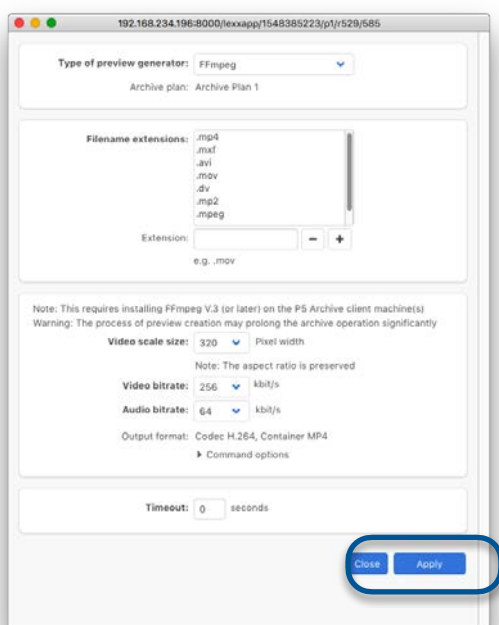 192.168.234.196:8000/lexxapp/1548385223/p1/r529/585
Type of preview generator: FFmpeg
Archive plan: Archive Plan 1
Filename extensions: .mp4
.mxf
.avi
.mov
.dv
.mp2
.mpeg
Extension: − +
e.g. .mov
Note: This requires installing FFmpeg V.3 (or later) on the P5 Archive client machine(s)
Warning: The process of preview creation may prolong the archive operation significantly
Video scale size: 320 Pixel width
Note: The aspect ratio is preserved
Video bitrate: 256 kbit/s
Audio bitrate: 64 kbit/s
Output format: Codec H.264, Container MP4
Command options
Timeout: 0 seconds
Close Apply